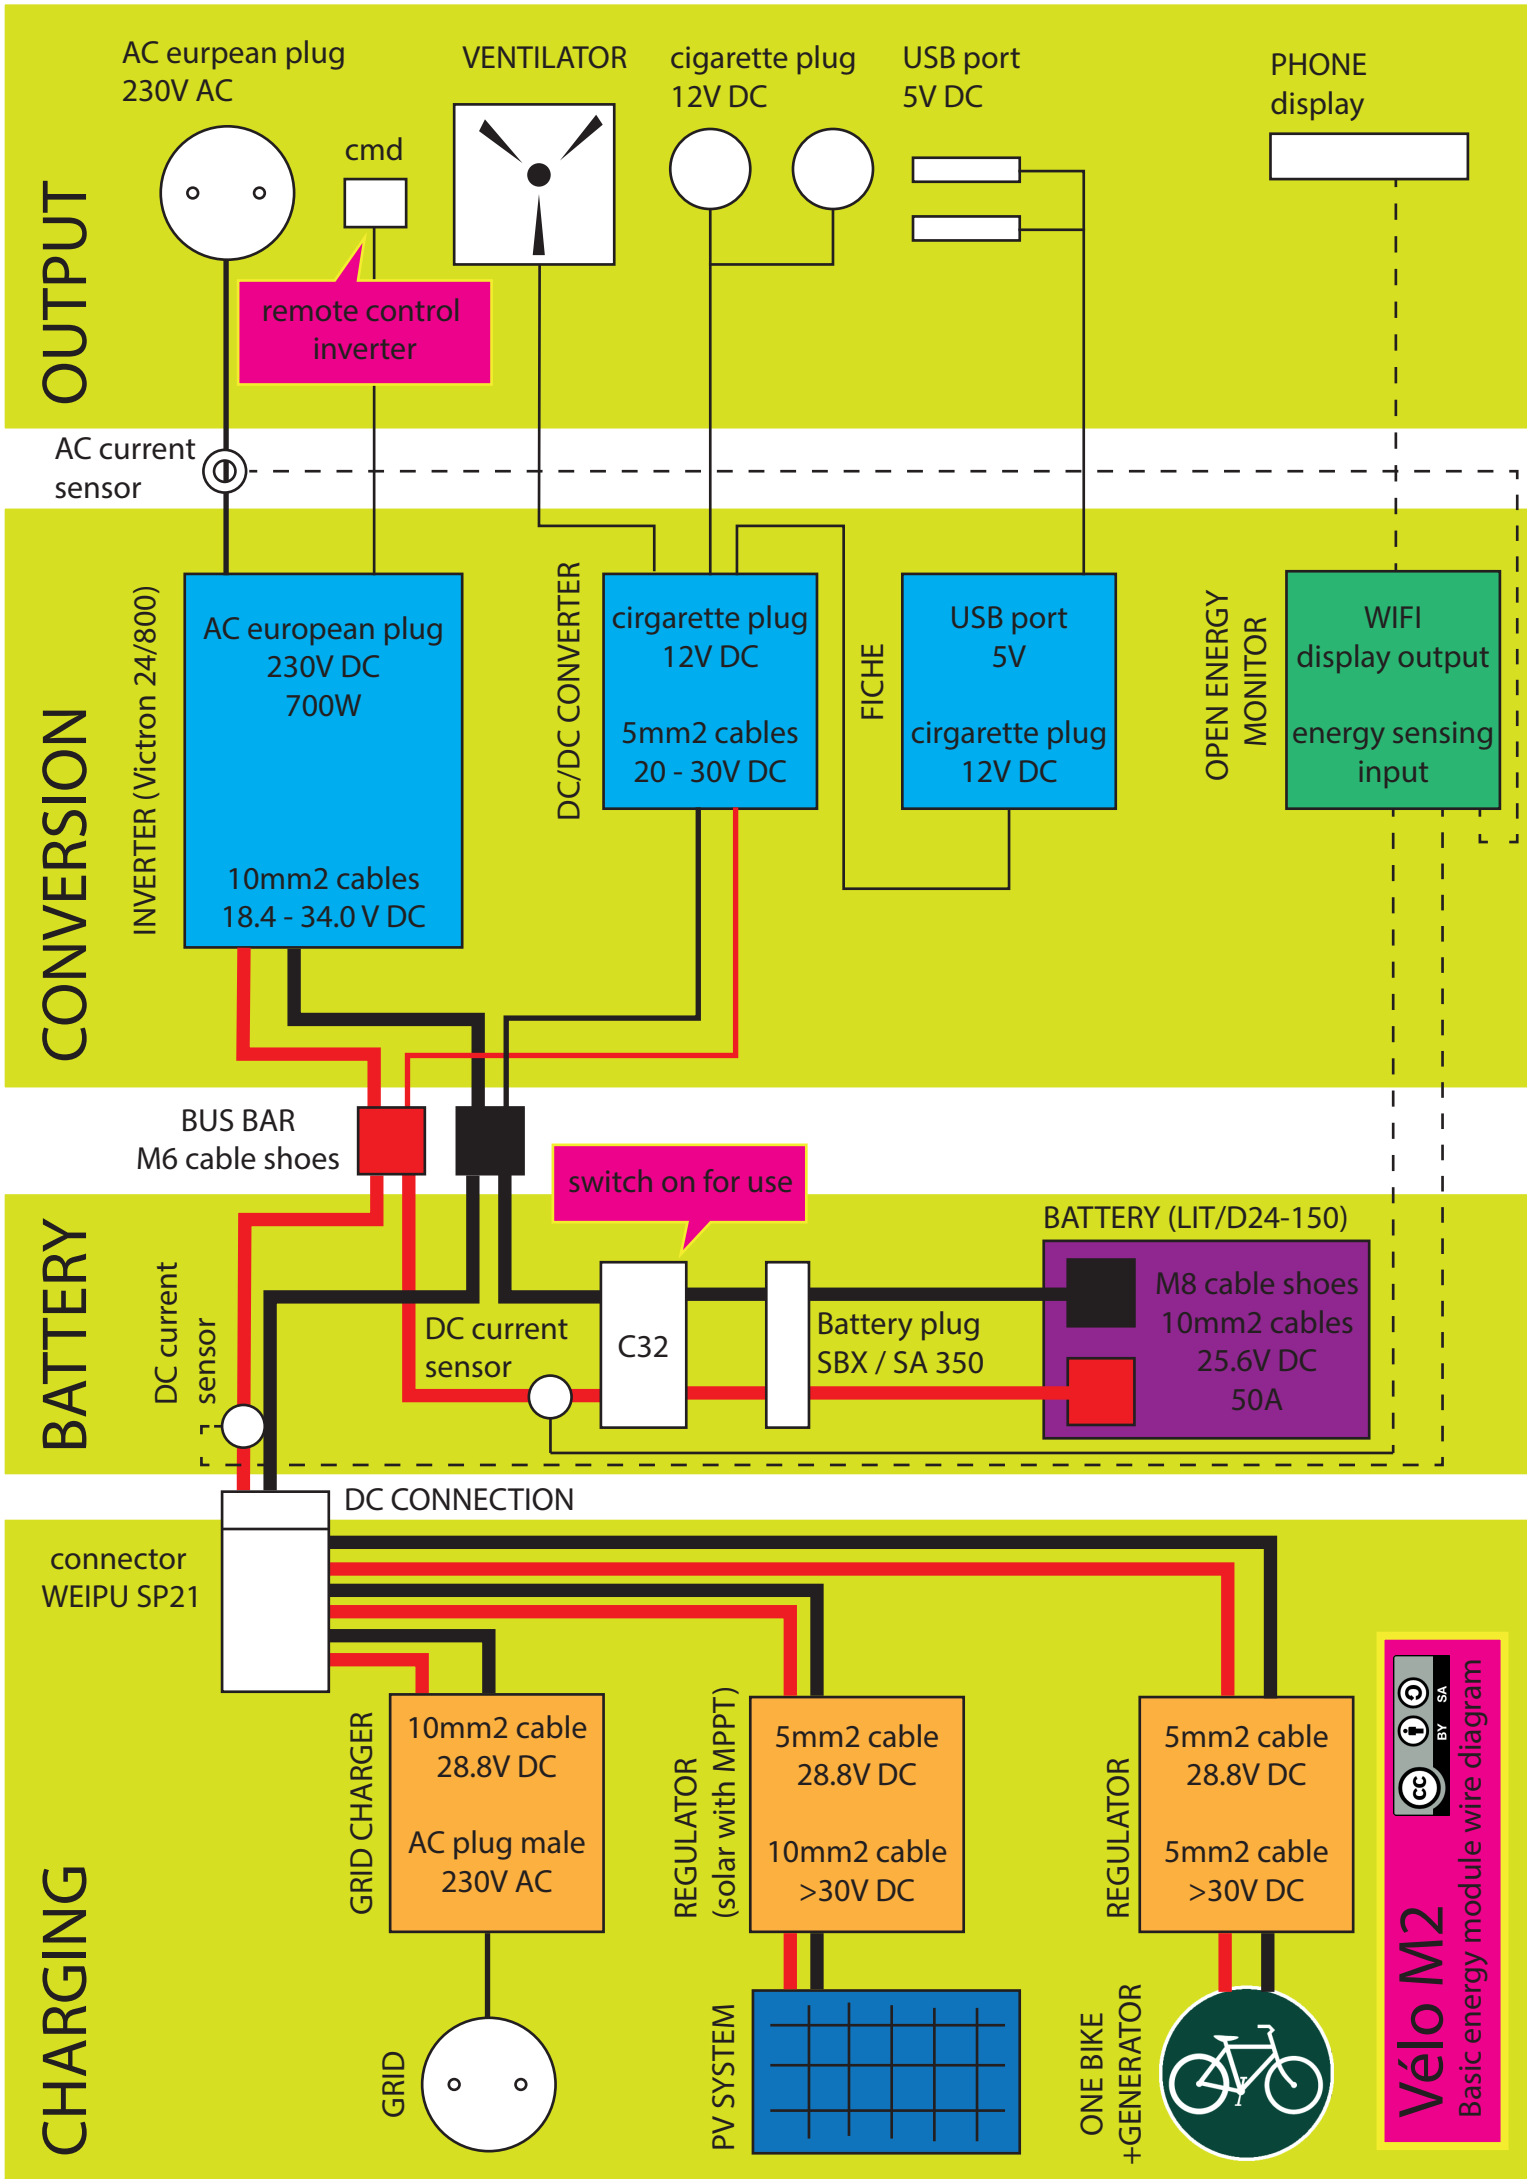 OUTPUT
AC eurpean plug
230V AC
cmd
VENTILATOR
cigarette plug
12V DC
USB port
5V DC
PHONE
display
remote control
inverter
AC current
sensor
CONVERSION
INVERTER (Victron 24/800)
AC european plug
230V DC
700W
10mm2 cables
18.4 - 34.0 V DC
DC/DC CONVERTER
cirgarette plug
12V DC
5mm2 cables
20 - 30V DC
FICHE
USB port
5V
cirgarette plug
12V DC
OPEN ENERGY
MONITOR
WIFI
display output
energy sensing
input
BUS BAR
M6 cable shoes
switch on for use
BATTERY
DC current
sensor
DC current
sensor
C32
Battery plug
SBX / SA 350
BATTERY (LIT/D24-150)
M8 cable shoes
10mm2 cables
25.6V DC
50A
DC CONNECTION
connector
WEIPU SP21
CHARGING
GRID CHARGER
10mm2 cable
28.8V DC
AC plug male
230V AC
GRID
REGULATOR
(solar with MPPT)
5mm2 cable
28.8V DC
10mm2 cable
>30V DC
PV SYSTEM
REGULATOR
5mm2 cable
28.8V DC
5mm2 cable
>30V DC
ONE BIKE
+GENERATOR
Vélo M2
Basic energy module wire diagram
cc
BY SA